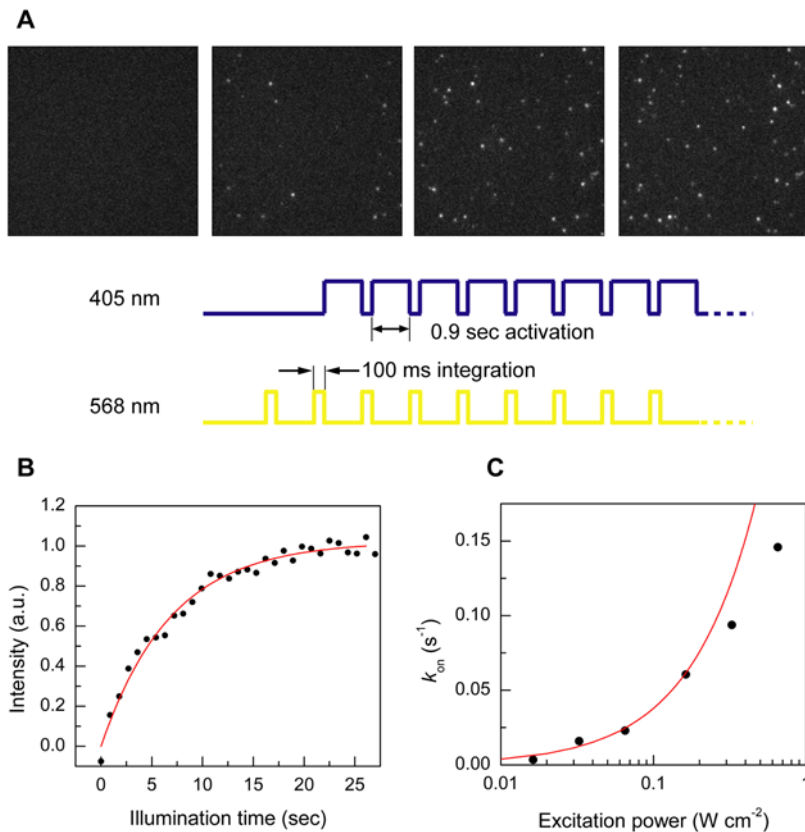 A
405 nm
0.9 sec activation
100 ms integration
568 nm
B
1.2
1.0
0.8
0.6
0.4
0.2
0.0
Intensity (a.u.)
0 5 10 15 20 25
Illumination time (sec)
C
0.15
0.10
0.05
0.00
kon (s-1)
0.01 0.1 1
Excitation power (W cm-2)